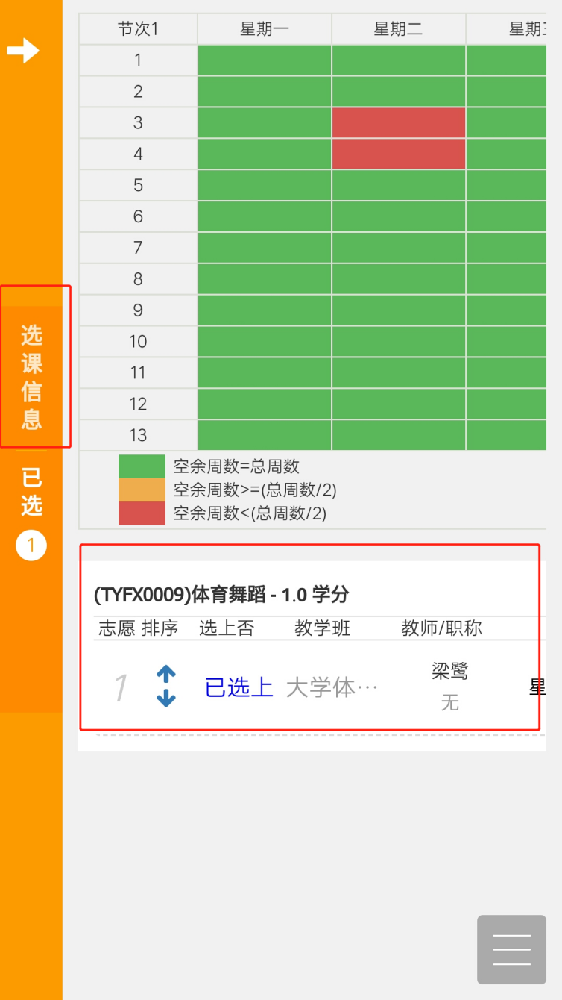 节次1 星期一 星期二 星期
1
2
3
4
5
6
7
8
9
10
11
12
13
空余周数=总周数
空余周数>=(总周数/2)
空余周数<(总周数/2)
选课信息
已选
1
(TYFX0009)体育舞蹈 - 1.0 学分
志愿 排序 选上否 教学班 教师/职称
1 已选上 大学体… 梁鹭 星
无